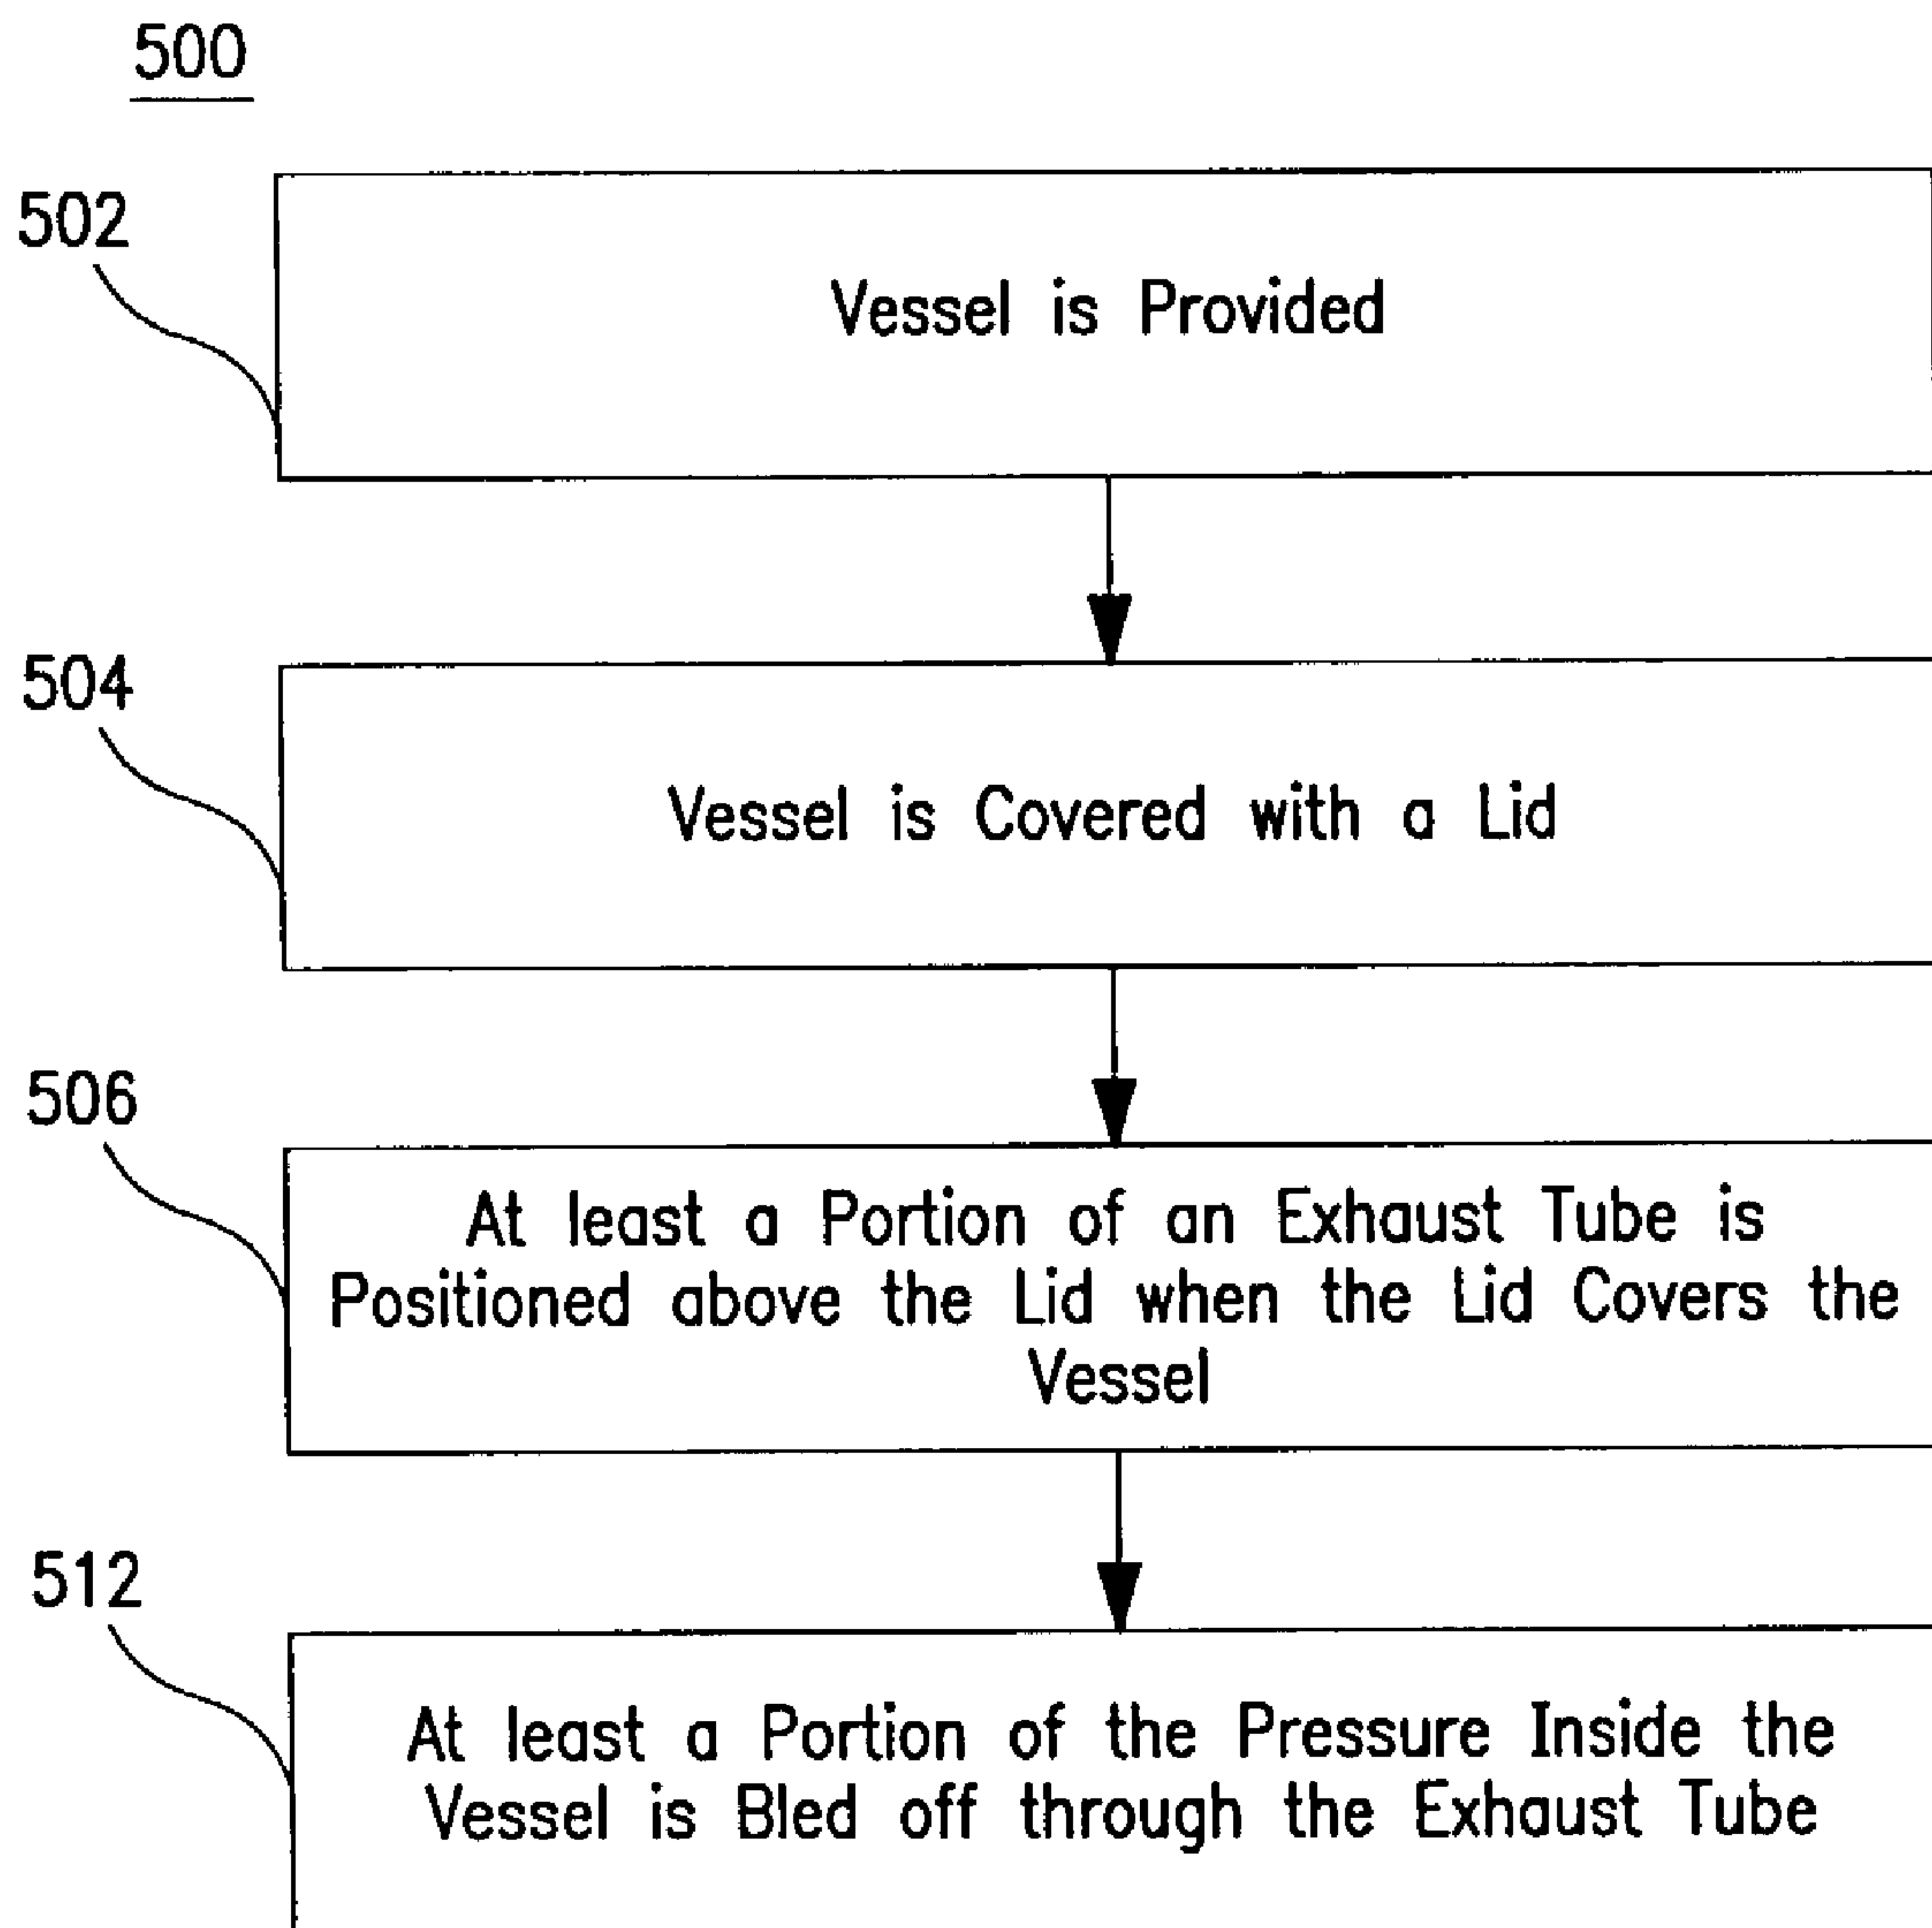 500
502
Vessel is Provided
504
Vessel is Covered with a Lid
506
At least a Portion of an Exhaust Tube is
Positioned above the Lid when the Lid Covers the
Vessel
512
At least a Portion of the Pressure Inside the
Vessel is Bled off through the Exhaust Tube